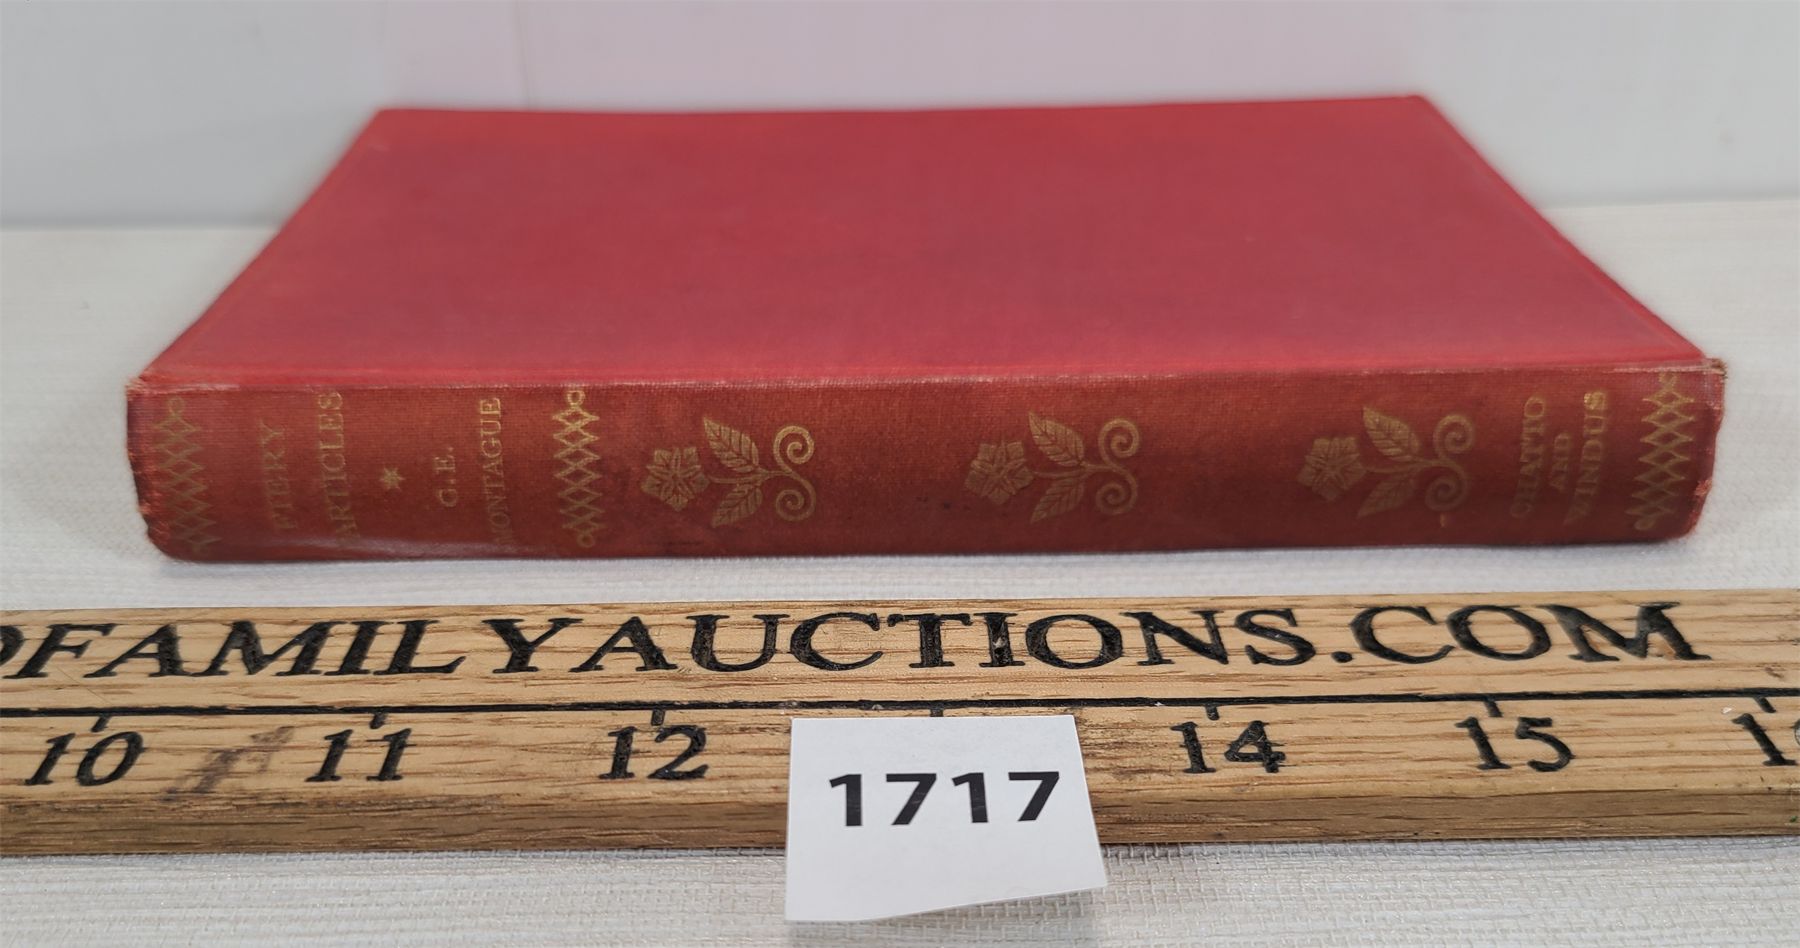 FIERY
ARTICLES
*
C.E.
MONTAGUE
CHATTO
AND
WINDUS
FAMILYAUCTIONS.COM
10 11 12 14 15
1717